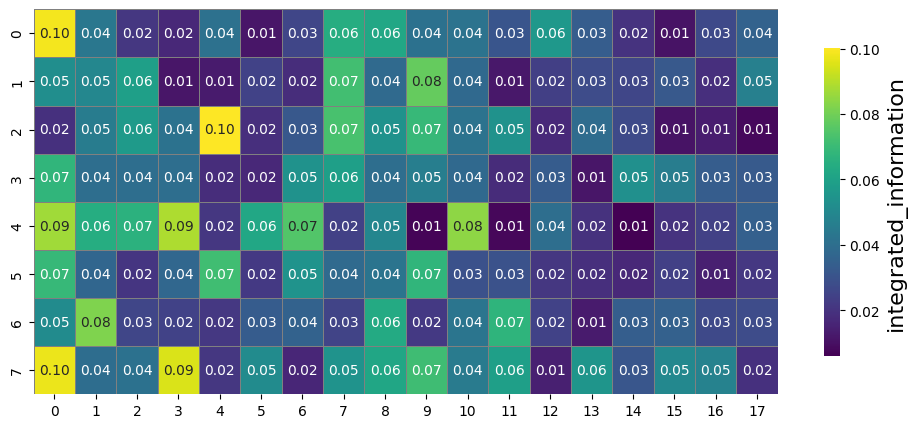 0 0.10 0.04 0.02 0.02 0.04 0.01 0.03 0.06 0.06 0.04 0.04 0.03 0.06 0.03 0.02 0.01 0.03 0.04
1 0.05 0.05 0.06 0.01 0.01 0.02 0.02 0.07 0.04 0.08 0.04 0.01 0.02 0.03 0.03 0.03 0.02 0.05
2 0.02 0.05 0.06 0.04 0.10 0.02 0.03 0.07 0.05 0.07 0.04 0.05 0.02 0.04 0.03 0.01 0.01 0.01
3 0.07 0.04 0.04 0.04 0.02 0.02 0.05 0.06 0.04 0.05 0.04 0.02 0.03 0.01 0.05 0.05 0.03 0.03
4 0.09 0.06 0.07 0.09 0.02 0.06 0.07 0.02 0.05 0.01 0.08 0.01 0.04 0.02 0.01 0.02 0.02 0.03
5 0.07 0.04 0.02 0.04 0.07 0.02 0.05 0.04 0.04 0.07 0.03 0.03 0.02 0.02 0.02 0.02 0.01 0.02
6 0.05 0.08 0.03 0.02 0.02 0.03 0.04 0.03 0.06 0.02 0.04 0.07 0.02 0.01 0.03 0.03 0.03 0.03
7 0.10 0.04 0.04 0.09 0.02 0.05 0.02 0.05 0.06 0.07 0.04 0.06 0.01 0.06 0.03 0.05 0.05 0.02
0 1 2 3 4 5 6 7 8 9 10 11 12 13 14 15 16 17
0.10
0.08
0.06
0.04
0.02
integrated_information